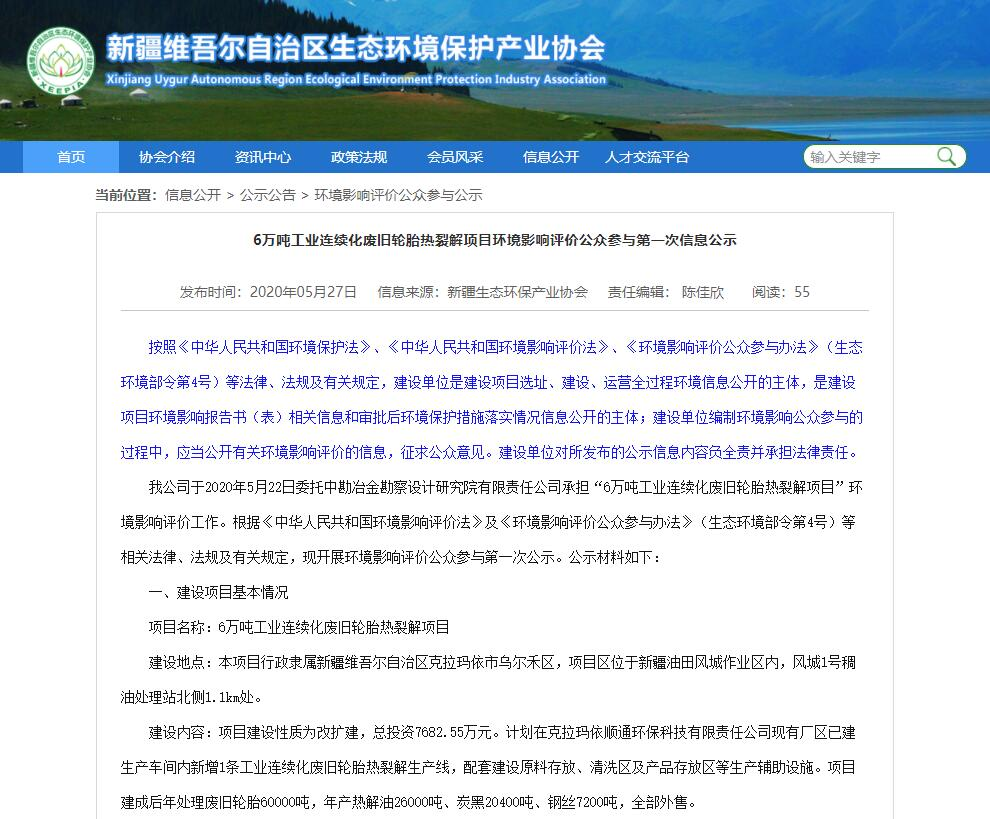 新疆维吾尔自治区生态环境保护产业协会
Xinjiang Uygur Autonomous Region Ecological Environment Protection Industry Association
XEEPIA
首页 协会介绍 资讯中心 政策法规 会员风采 信息公开 人才交流平台 输入关键字
当前位置：信息公开 > 公示公告 > 环境影响评价公众参与公示
6万吨工业连续化废旧轮胎热裂解项目环境影响评价公众参与第一次信息公示
发布时间：2020年05月27日 信息来源：新疆生态环保产业协会 责任编辑：陈佳欣 阅读：55
按照《中华人民共和国环境保护法》、《中华人民共和国环境影响评价法》、《环境影响评价公众参与办法》（生态
环境部令第4号）等法律、法规及有关规定，建设单位是建设项目选址、建设、运营全过程环境信息公开的主体，是建设
项目环境影响报告书（表）相关信息和审批后环境保护措施落实情况信息公开的主体；建设单位编制环境影响公众参与的
过程中，应当公开有关环境影响评价的信息，征求公众意见。建设单位对所发布的公示信息内容负全责并承担法律责任。
我公司于2020年5月22日委托中勘冶金勘察设计研究院有限责任公司承担“6万吨工业连续化废旧轮胎热裂解项目”环
境影响评价工作。根据《中华人民共和国环境影响评价法》及《环境影响评价公众参与办法》（生态环境部令第4号）等
相关法律、法规及有关规定，现开展环境影响评价公众参与第一次公示。公示材料如下：
一、建设项目基本情况
项目名称：6万吨工业连续化废旧轮胎热裂解项目
建设地点：本项目行政隶属新疆维吾尔自治区克拉玛依市乌尔禾区，项目区位于新疆油田风城作业区内，风城1号稠
油处理站北侧1.1km处。
建设内容：项目建设性质为改扩建，总投资7682.55万元。计划在克拉玛依顺通环保科技有限责任公司现有厂区已建
生产车间内新增1条工业连续化废旧轮胎热裂解生产线，配套建设原料存放、清洗区及产品存放区等生产辅助设施。项目
建成后年处理废旧轮胎60000吨，年产热解油26000吨、炭黑20400吨、钢丝7200吨，全部外售。